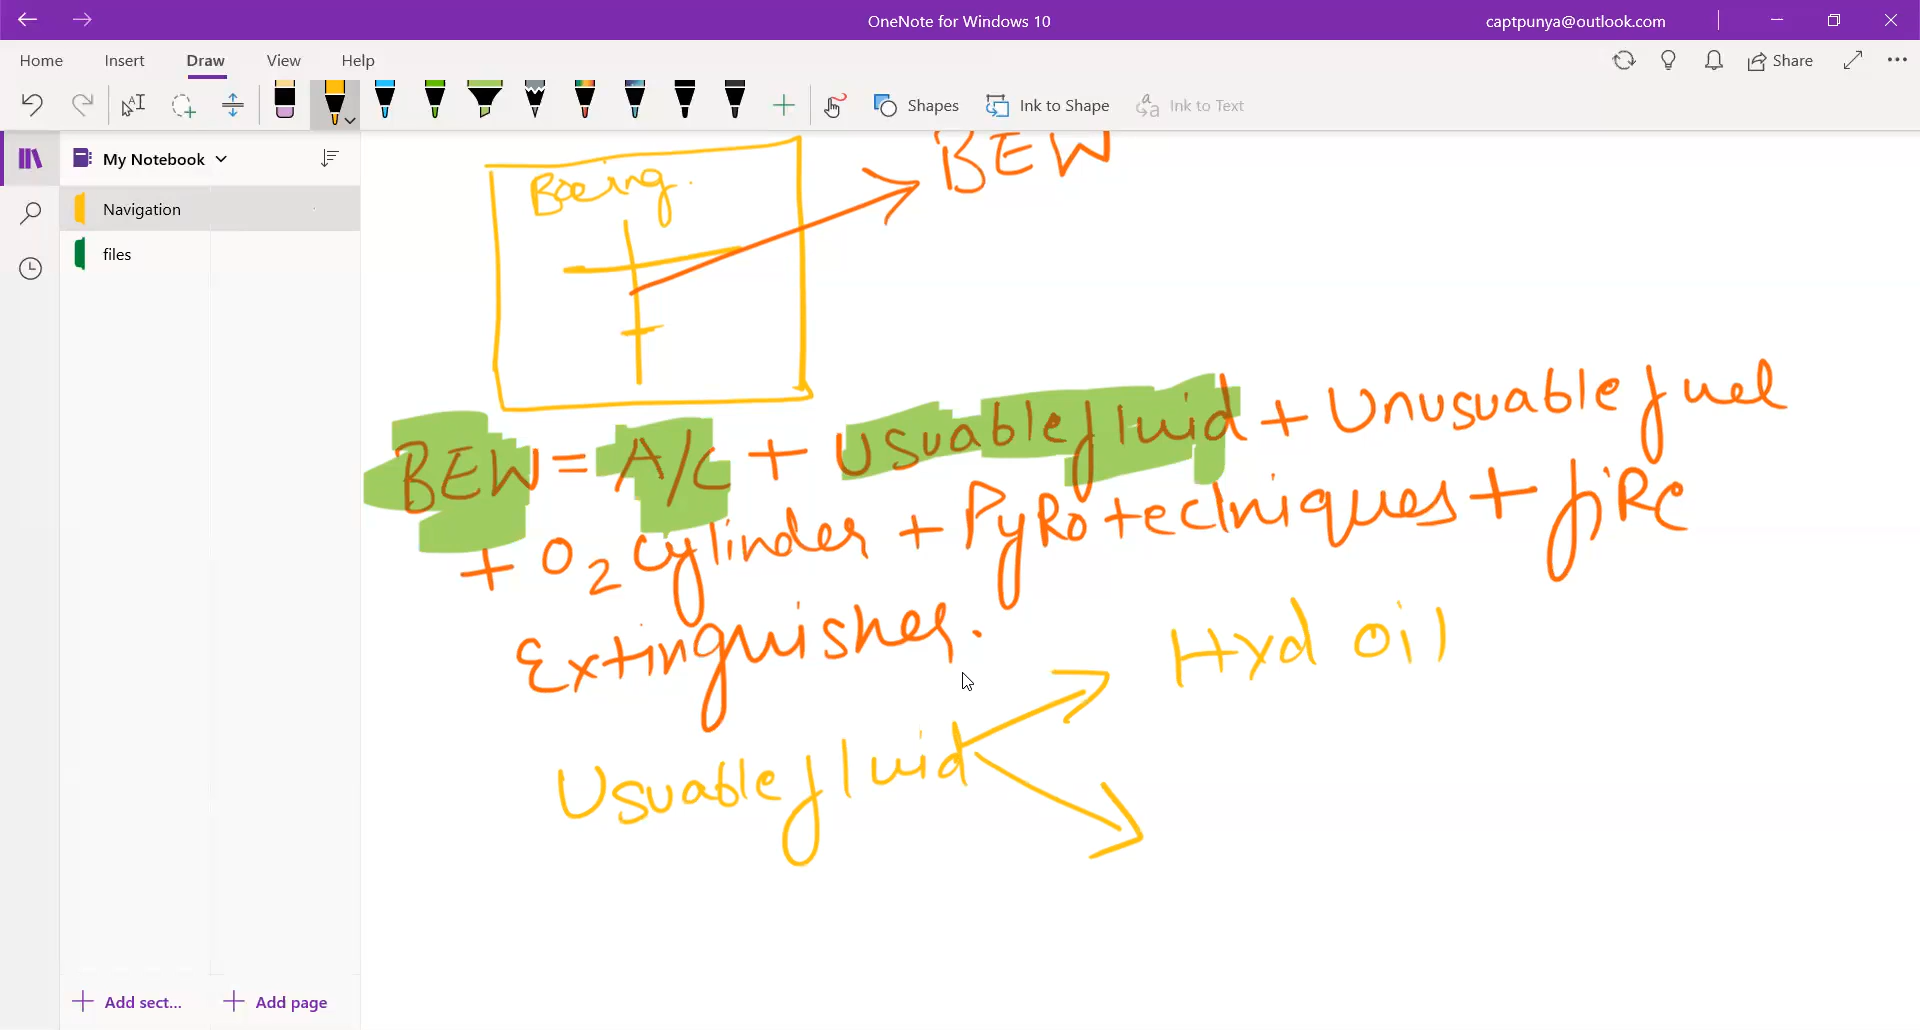 OneNote for Windows 10
captpunya@outlook.com
Home Insert Draw View Help
Share
Shapes Ink to Shape Ink to Text
My Notebook
Navigation
files
BEW
Boeing.
BEW = A/C + Usuable fluid + Unusuable fuel
+ O2 cylinder + PyRotecniques + fiRe
Extinguisher.
Hyd oil
Usuable fluid
Add sect...
Add page